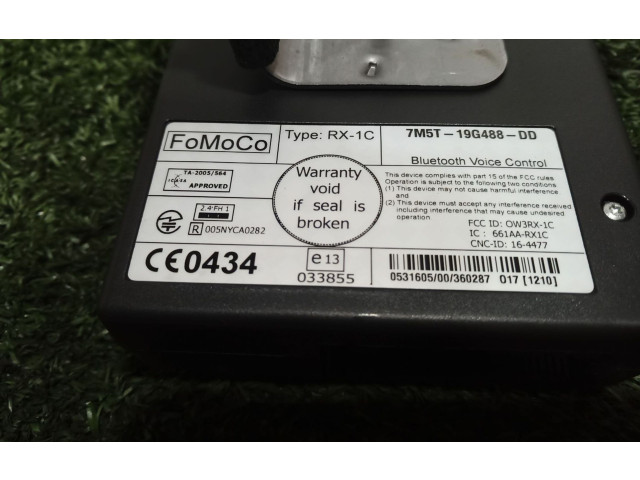 FoMoCo
Type: RX-1C
7M5T-19G488-DD
Bluetooth Voice Control
TA-2005/564
ICASA
APPROVED
Warranty
void
if seal is
broken
This device complies with part 15 of the FCC rules
Operation is subject to the following two conditions
(1) This device may not cause harmful interference
and
(2) This device must accept any interference received
including interference that may cause undesired
operation.
2.4-FH 1
R 005NYCA0282
FCC ID: OW3RX-1C
IC : 661AA-RX1C
CNC-ID: 16-4477
CE0434
e13
033855
0531605/00/360287 017 [1210]